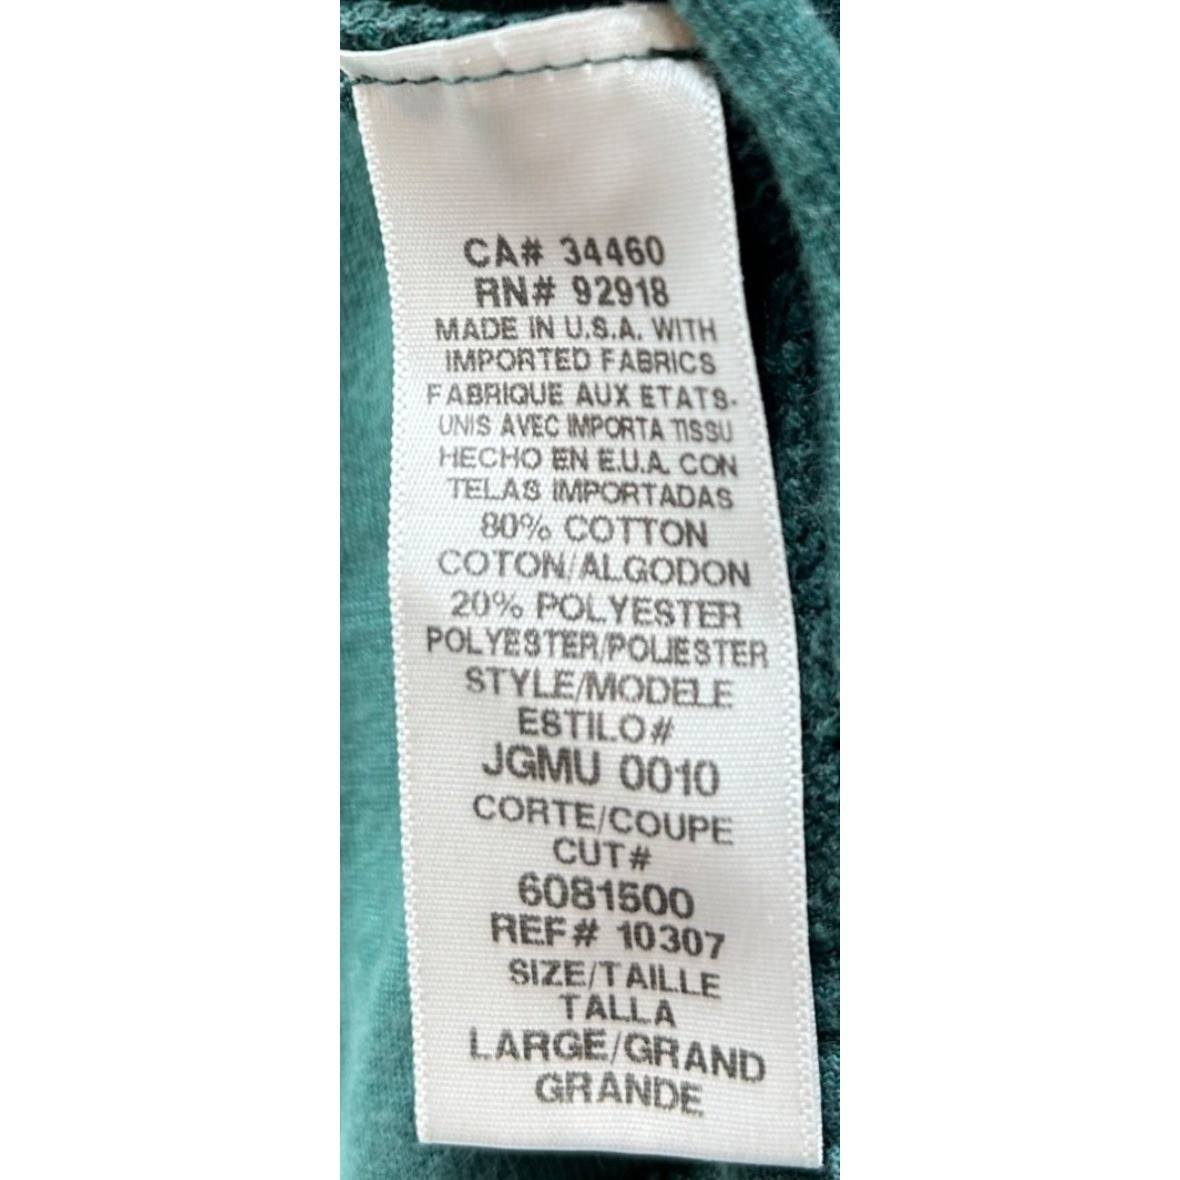 CA# 34460
RN# 92918
MADE IN U.S.A. WITH
IMPORTED FABRICS
FABRIQUE AUX ETATS-
UNIS AVEC IMPORTA TISSU
HECHO EN E.U.A. CON
TELAS IMPORTADAS
80% COTTON
COTON/ALGODON
20% POLYESTER
POLYESTER/POLIESTER
STYLE/MODELE
ESTILO#
JGMU 0010
CORTE/COUPE
CUT#
6081500
REF# 10307
SIZE/TAILLE
TALLA
LARGE/GRAND
GRANDE